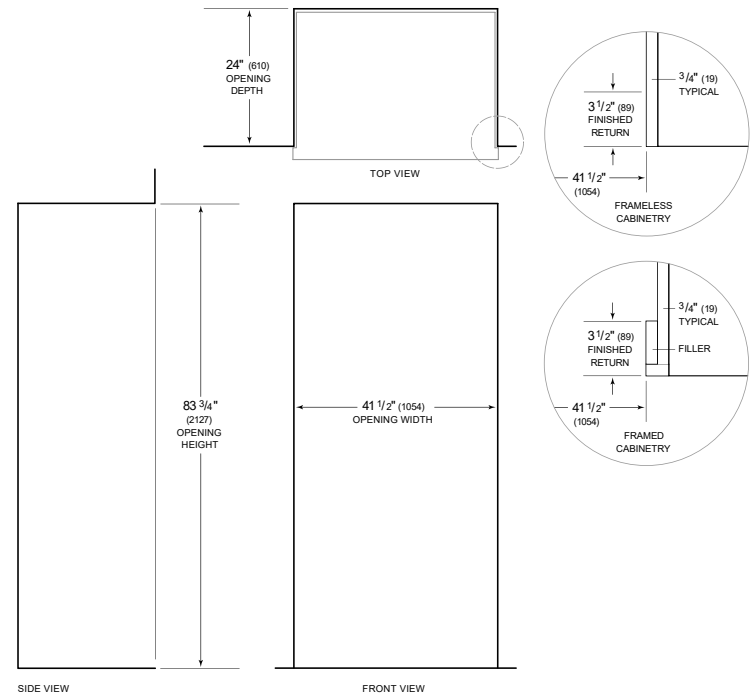 24" (610)
OPENING
DEPTH
TOP VIEW
3 1/2" (89)
FINISHED
RETURN
3/4" (19)
TYPICAL
41 1/2"
(1054)
FRAMELESS
CABINETRY
3 1/2" (89)
FINISHED
RETURN
3/4" (19)
TYPICAL
FILLER
41 1/2"
(1054)
FRAMED
CABINETRY
83 3/4"
(2127)
OPENING
HEIGHT
41 1/2" (1054)
OPENING WIDTH
SIDE VIEW
FRONT VIEW